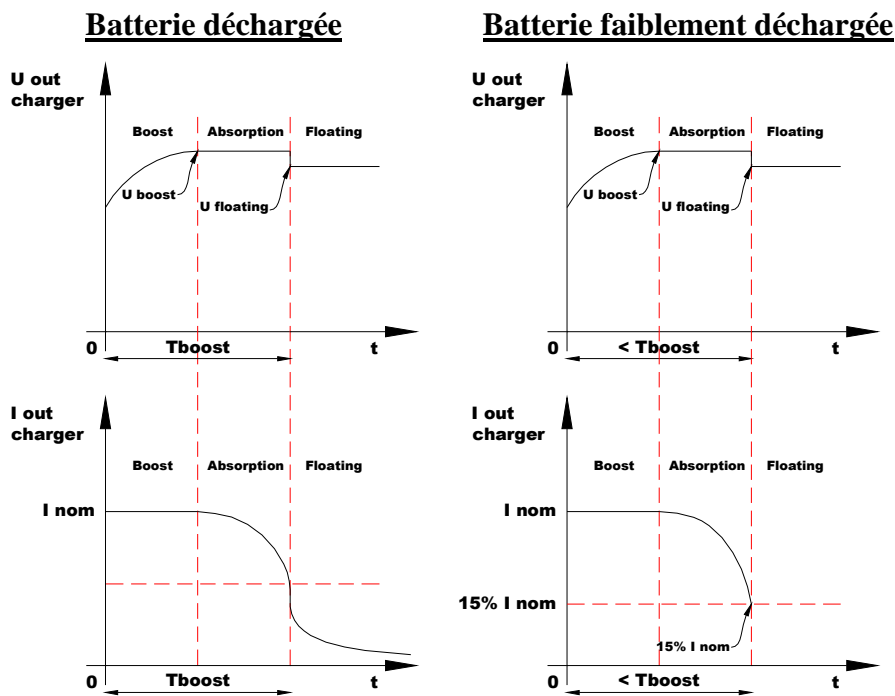 Batterie déchargée
Batterie faiblement déchargée
U out
charger
Boost Absorption Floating
U boost
U floating
0 Tboost t
U out
charger
Boost Absorption Floating
U boost
U floating
0 < Tboost t
I out
charger
Boost Absorption Floating
I nom
0 Tboost t
I out
charger
Boost Absorption Floating
I nom
15% I nom
15% I nom
0 < Tboost t